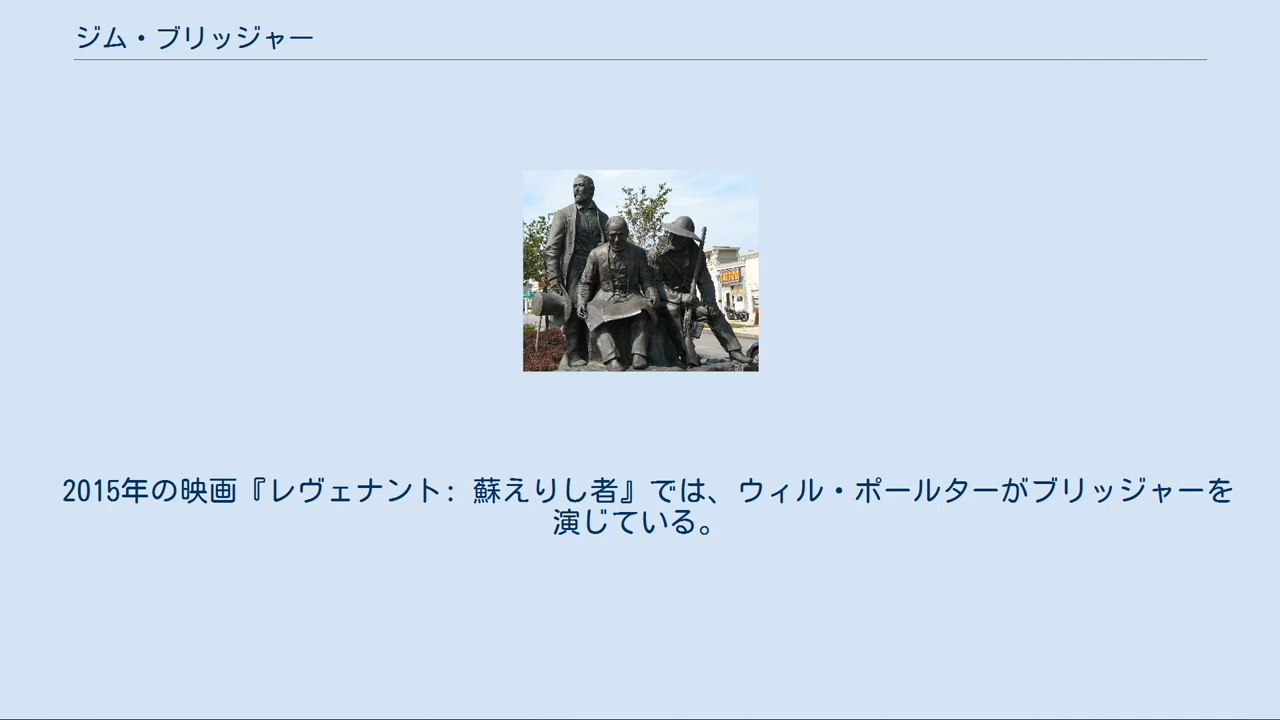 ジム・ブリッジャー
2015年の映画『レヴェナント: 蘇えりし者』では、ウィル・ポールターがブリッジャーを
演じている。